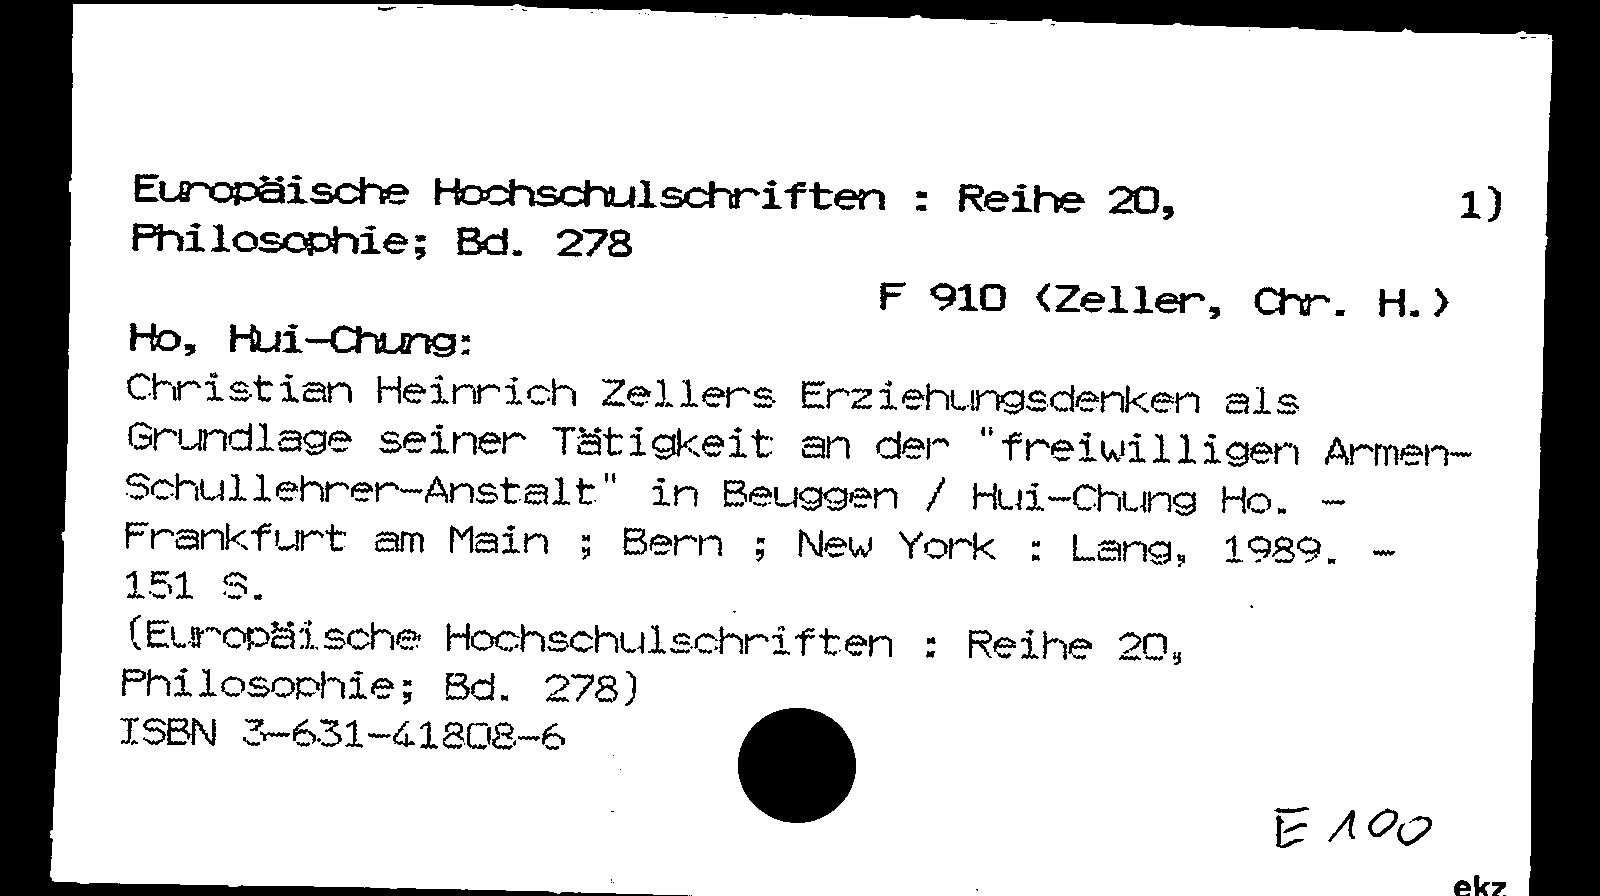 Europäische Hochschulschriften : Reihe 20, 1)
Philosophie; Bd. 278
F 910 (Zeller, Chr. H.)
Ho, Hui-Chung:
Christian Heinrich Zellers Erziehungsdenken als
Grundlage seiner Tätigkeit an der "freiwilligen Armen-
Schullehrer-Anstalt" in Beuggen / Hui-Chung Ho. -
Frankfurt am Main ; Bern ; New York : Lang, 1989. -
151 S.
(Europäische Hochschulschriften : Reihe 20,
Philosophie; Bd. 278)
ISBN 3-631-41808-6
E 100
ekz